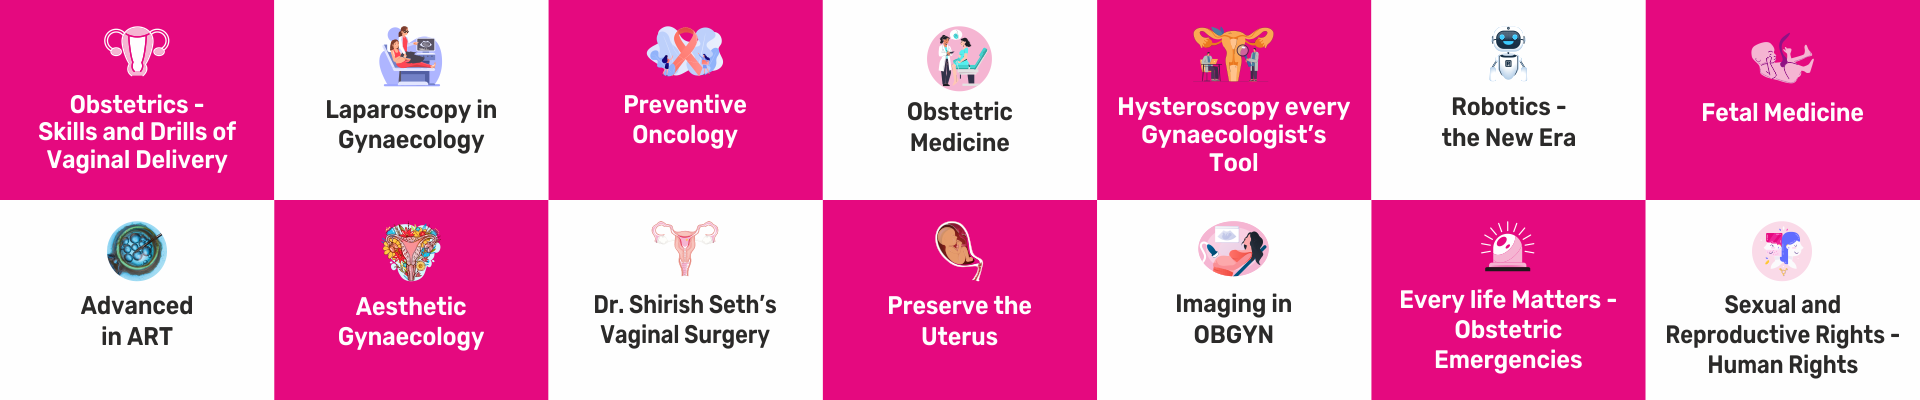 Obstetrics -
Skills and Drills of
Vaginal Delivery
Laparoscopy in
Gynaecology
Preventive
Oncology
Obstetric
Medicine
Hysteroscopy every
Gynaecologist's
Tool
Robotics -
the New Era
Fetal Medicine
Advanced
in ART
Aesthetic
Gynaecology
Dr. Shirish Seth's
Vaginal Surgery
Preserve the
Uterus
Imaging in
OBGYN
Every life Matters -
Obstetric
Emergencies
Sexual and
Reproductive Rights -
Human Rights